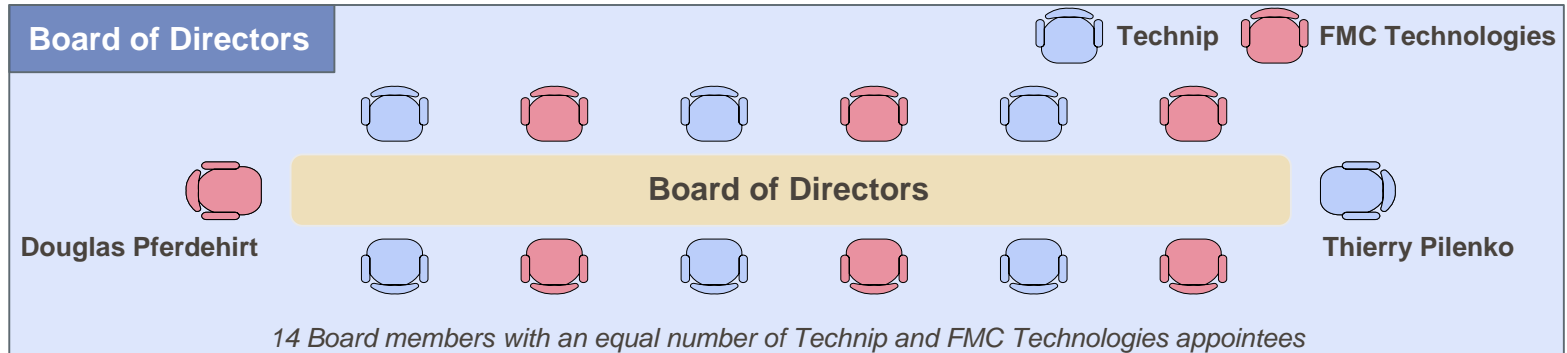 Board of Directors
Technip
FMC Technologies
Board of Directors
Douglas Pferdehirt
Thierry Pilenko
14 Board members with an equal number of Technip and FMC Technologies appointees